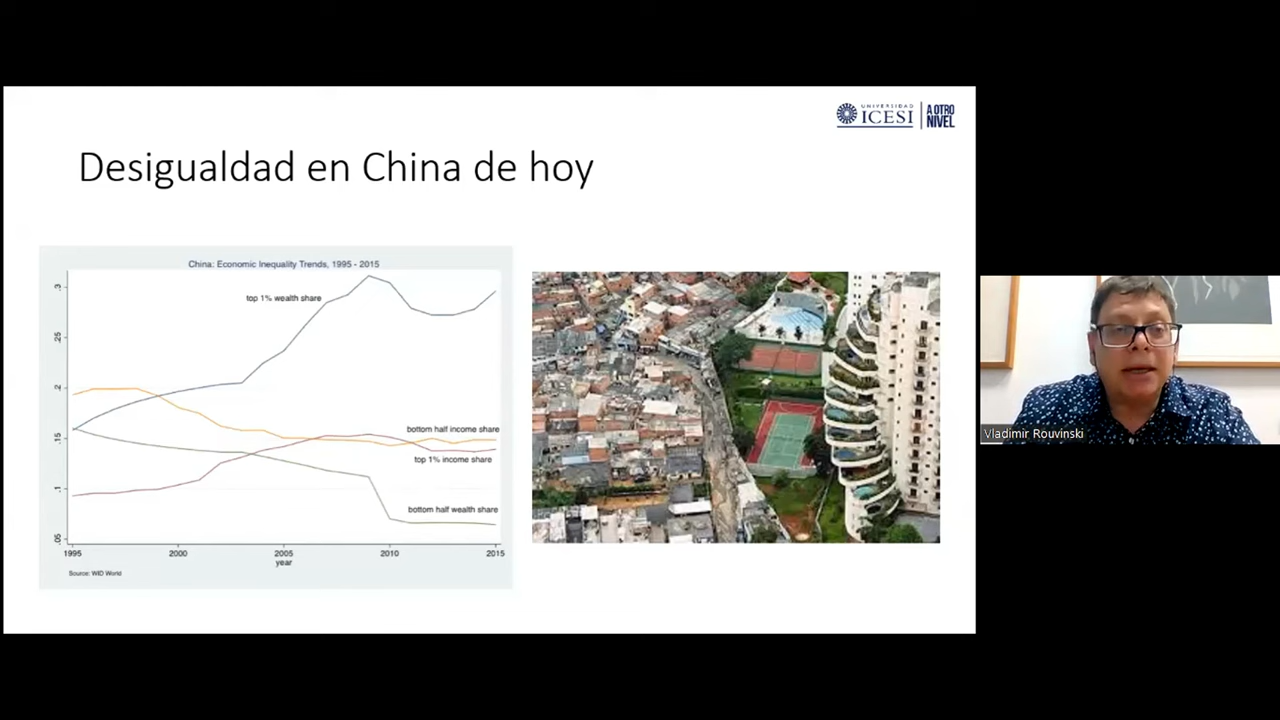 UNIVERSIDAD
ICESI
A OTRO
NIVEL
Desigualdad en China de hoy
China: Economic Inequality Trends, 1995 - 2015
top 1% wealth share
bottom half income share
top 1% income share
bottom half wealth share
.3
.25
.2
.15
.1
.05
1995 2000 2005 2010 2015
year
Source: WID World
Vladimir Rouvinski